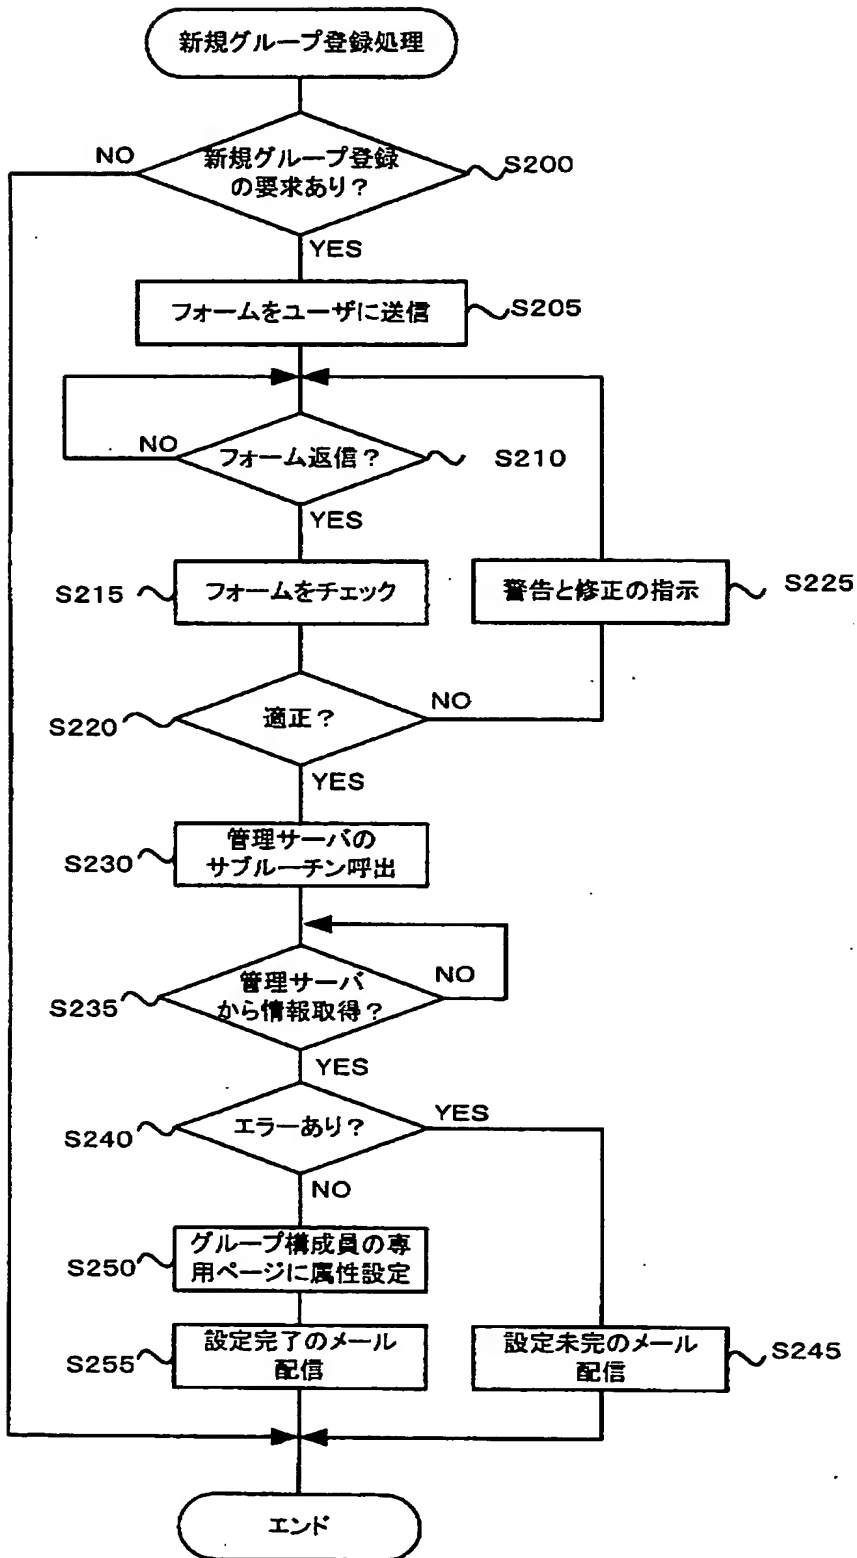 新規グループ登録処理
NO
新規グループ登録
の要求あり？
S200
YES
フォームをユーザに送信
S205
NO
フォーム返信？
S210
YES
S215
フォームをチェック
警告と修正の指示
S225
S220
適正？
NO
YES
S230
管理サーバの
サブルーチン呼出
S235
管理サーバ
から情報取得？
NO
YES
S240
エラーあり？
YES
NO
S250
グループ構成員の専
用ページに属性設定
S255
設定完了のメール
配信
設定未完のメール
配信
S245
エンド